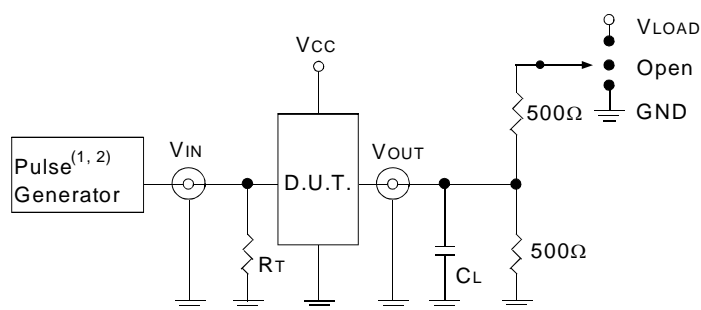 VLOAD
VCC
Open
500Ω GND
Pulse(1, 2)
Generator
VIN
D.U.T.
VOUT
RT
CL
500Ω